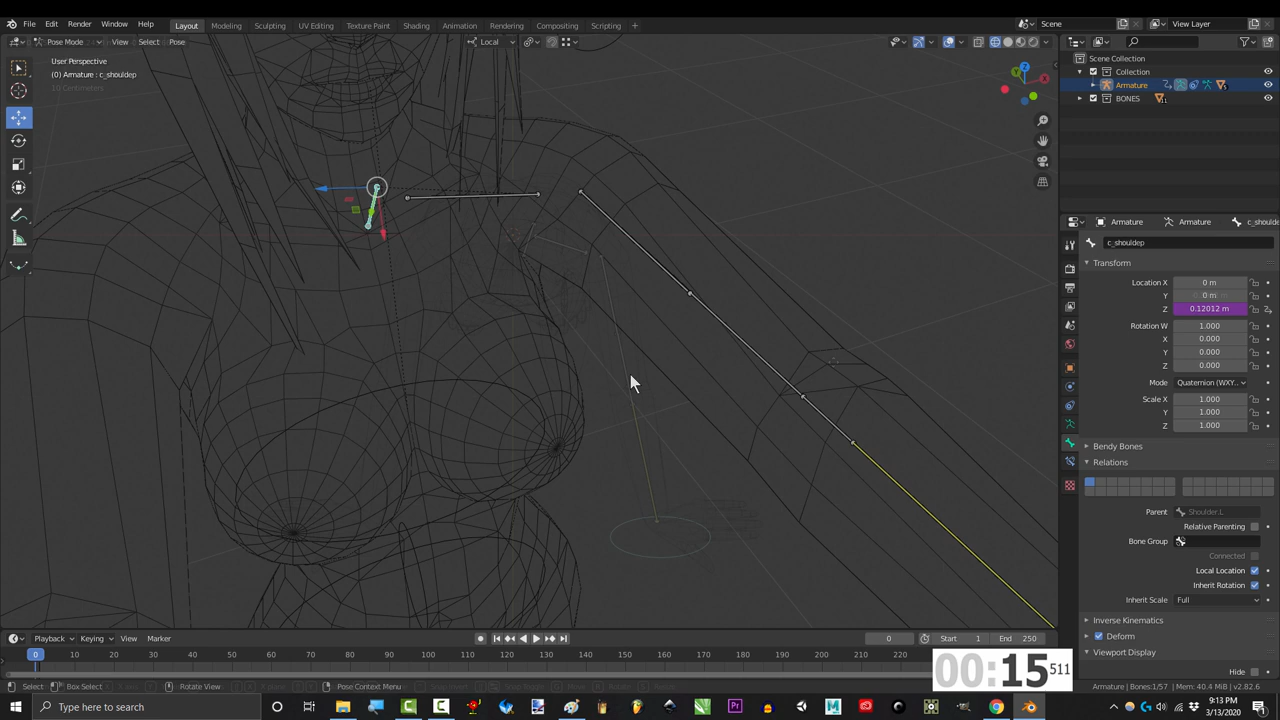 File Edit Render Window Help
Layout Modeling Sculpting UV Editing Texture Paint Shading Animation Rendering Compositing Scripting
Scene View Layer
Pose Mode View Select Pose Local
User Perspective
(0) Armature : c_shouldep
10 Centimeters
X
Y
Z
Scene Collection
Collection
Armature
BONES
Armature Armature c_shoulde
c_shouldep
Transform
Location X 0 m
Y 0 m
Z 0.12012 m
Rotation W 1.000
X 0.000
Y 0.000
Z 0.000
Mode Quaternion (WXY...
Scale X 1.000
Y 1.000
Z 1.000
Bendy Bones
Relations
Parent Shoulder.L
Relative Parenting
Bone Group
Connected
Local Location
Inherit Rotation
Inherit Scale Full
Inverse Kinematics
Deform
Viewport Display
Hide
Playback Keying View Marker
0 Start 1 End 250
0 10 20 30 40 50 60 70 80 90 100 110 120 130 140 150 160 170 180 190 200 210 220
00:15 511
Select Box Select Rotate View Pose Context Menu
Armature | Bones:1/57 | Mem: 40.4 MiB | v2.82.6
Type here to search
9:13 PM
3/13/2020